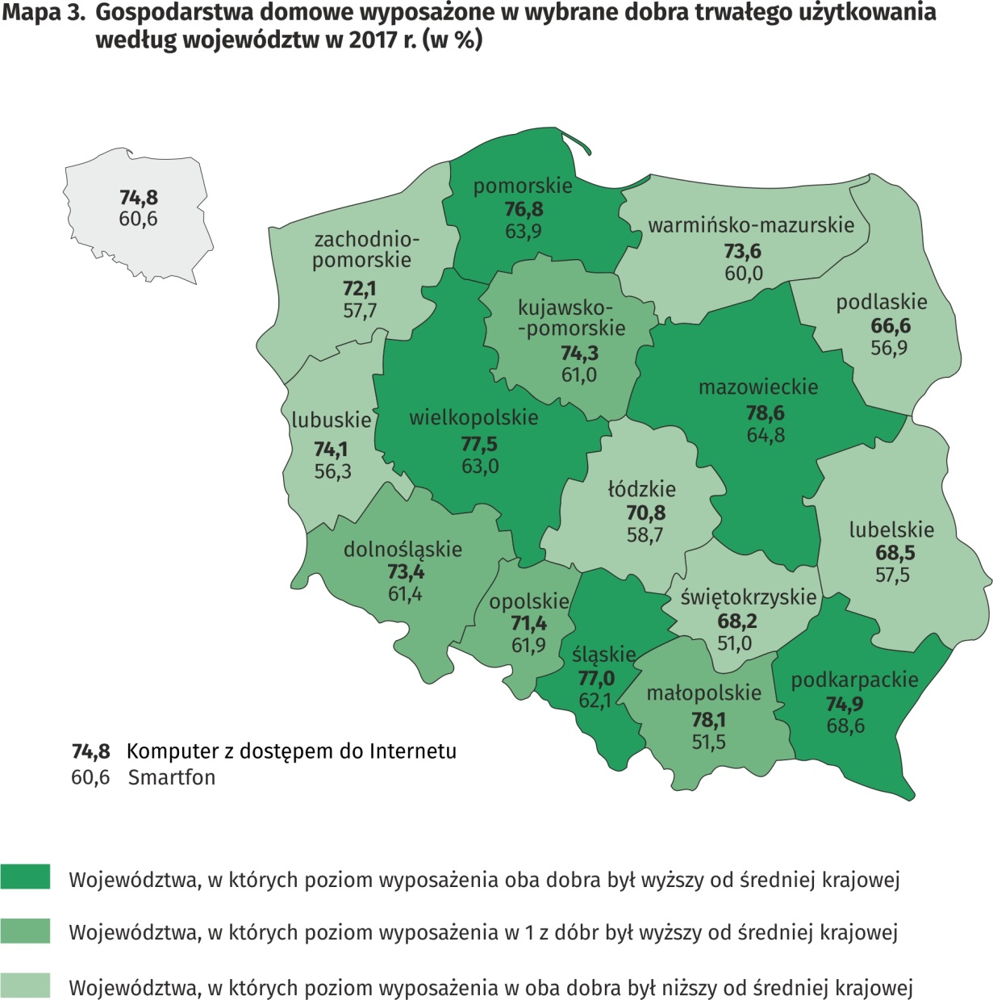 Mapa 3. Gospodarstwa domowe wyposażone w wybrane dobra trwałego użytkowania
według województw w 2017 r. (w %)
74,8
60,6
pomorskie
76,8
63,9
zachodnio-
pomorskie
72,1
57,7
warmińsko-mazurskie
73,6
60,0
kujawsko-
-pomorskie
74,3
61,0
podlaskie
66,6
56,9
mazowieckie
78,6
64,8
lubuskie
74,1
56,3
wielkopolskie
77,5
63,0
łódzkie
70,8
58,7
lubelskie
68,5
57,5
dolnośląskie
73,4
61,4
opolskie
71,4
61,9
świętokrzyskie
68,2
51,0
śląskie
77,0
62,1
małopolskie
78,1
51,5
podkarpackie
74,9
68,6
74,8 Komputer z dostępem do Internetu
60,6 Smartfon
Województwa, w których poziom wyposażenia oba dobra był wyższy od średniej krajowej
Województwa, w których poziom wyposażenia w 1 z dóbr był wyższy od średniej krajowej
Województwa, w których poziom wyposażenia w oba dobra był niższy od średniej krajowej